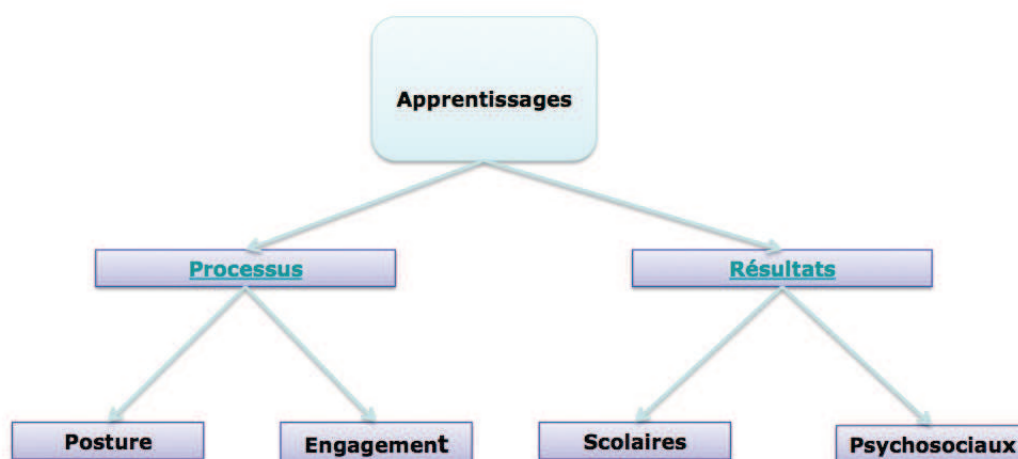 Apprentissages
Processus
Résultats
Posture
Engagement
Scolaires
Psychosociaux